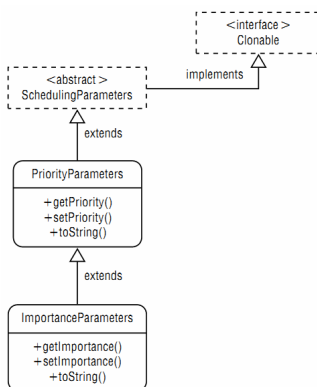 <interface>
Clonable
<abstract>
SchedulingParameters
implements
extends
PriorityParameters
+getPriority()
+setPriority()
+toString()
extends
ImportanceParameters
+getImportance()
+setImportance()
+toString()